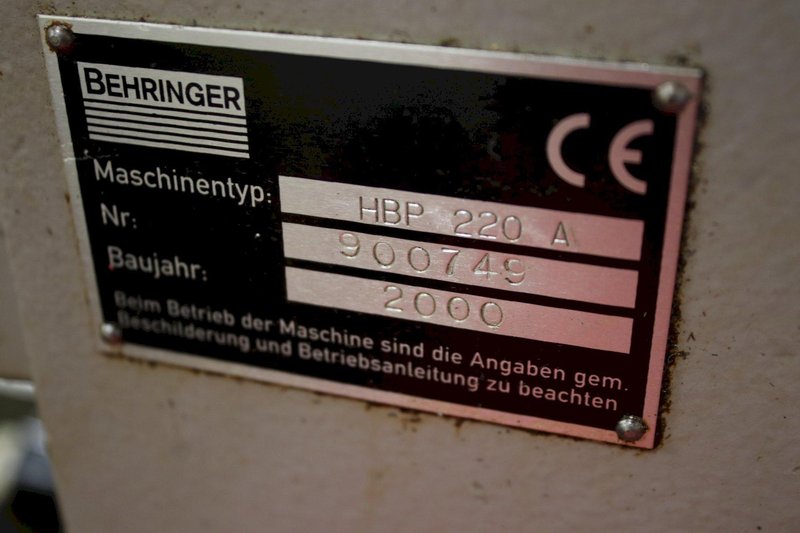 BEHRINGER
CE
Maschinentyp: HBP 220 A
Nr: 900749
Baujahr: 2000
Beim Betrieb der Maschine sind die Angaben gem.
Beschilderung und Betriebsanleitung zu beachten